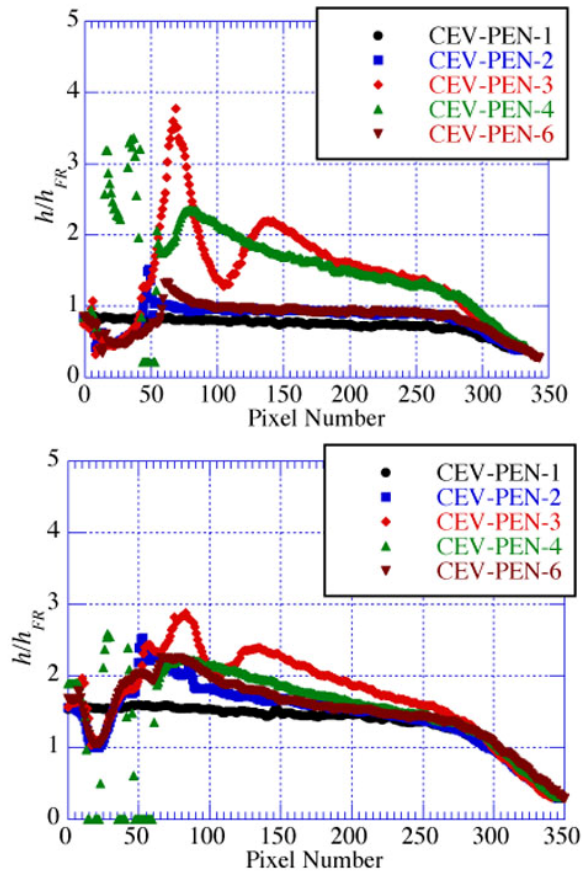 5
4
3
2
1
0
h/h_FR
CEV-PEN-1
CEV-PEN-2
CEV-PEN-3
CEV-PEN-4
CEV-PEN-6
0 50 100 150 200 250 300 350
Pixel Number
5
4
3
2
1
0
h/h_FR
CEV-PEN-1
CEV-PEN-2
CEV-PEN-3
CEV-PEN-4
CEV-PEN-6
0 50 100 150 200 250 300 350
Pixel Number